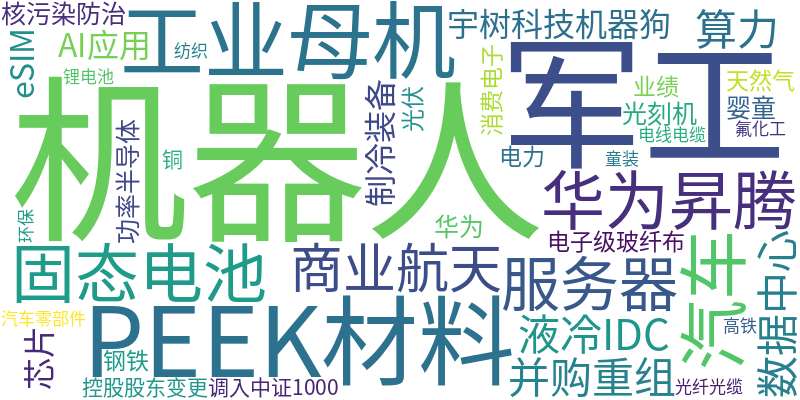 核污染防治
工业母机
宇树科技机器狗
算力
AI应用
纺织
eSIM
锂电池
军工
消费电子
天然气
业绩
婴童
光刻机
氟化工
电线电缆
机器人
制冷装备
光伏
功率半导体
铜
电力
童装
华为昇腾
环保
华为
电子级玻纤布
固态电池
商业航天
服务器
汽车
数据中心
PEEK材料
汽车零部件
液冷IDC
高铁
芯片
钢铁
并购重组
控股股东变更
调入中证1000
光纤光缆